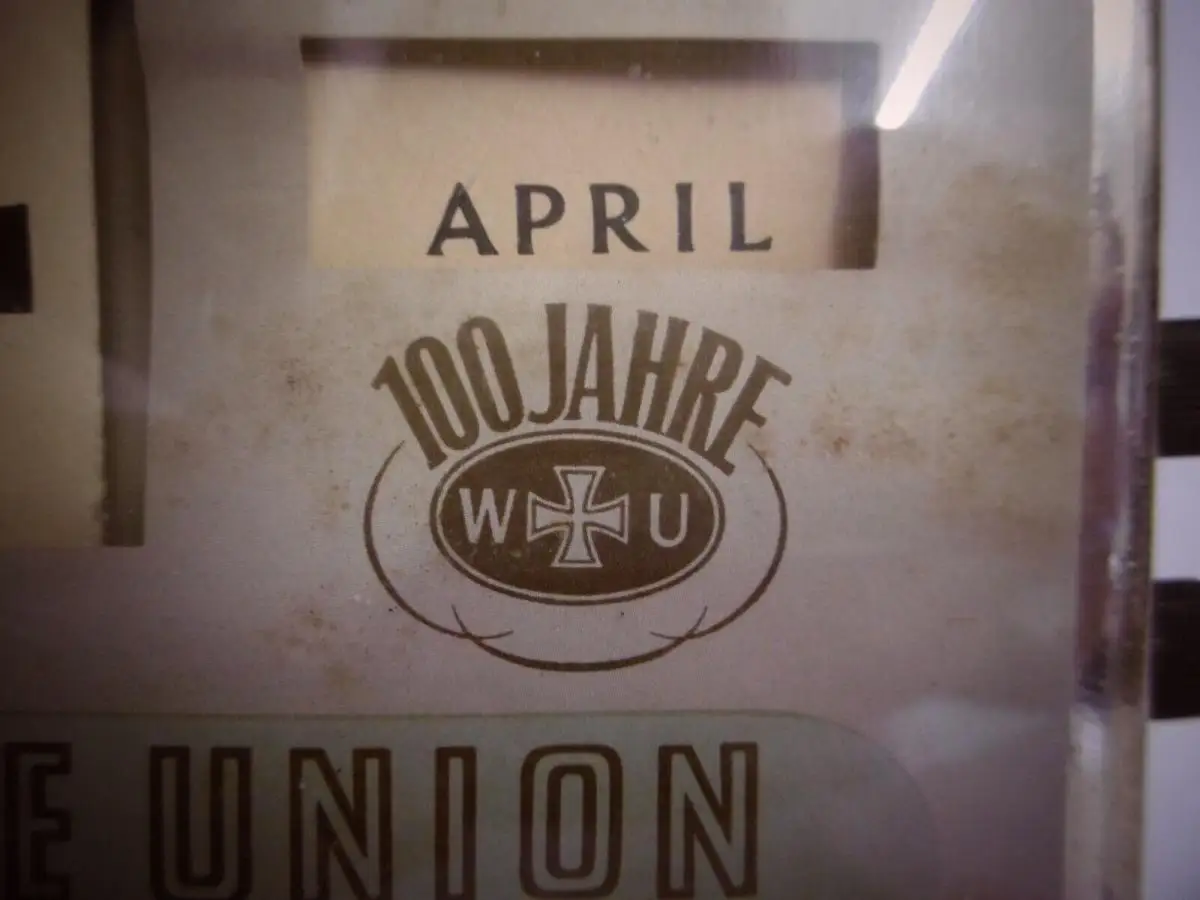 APRIL
100 JAHRE
W U
E UNION